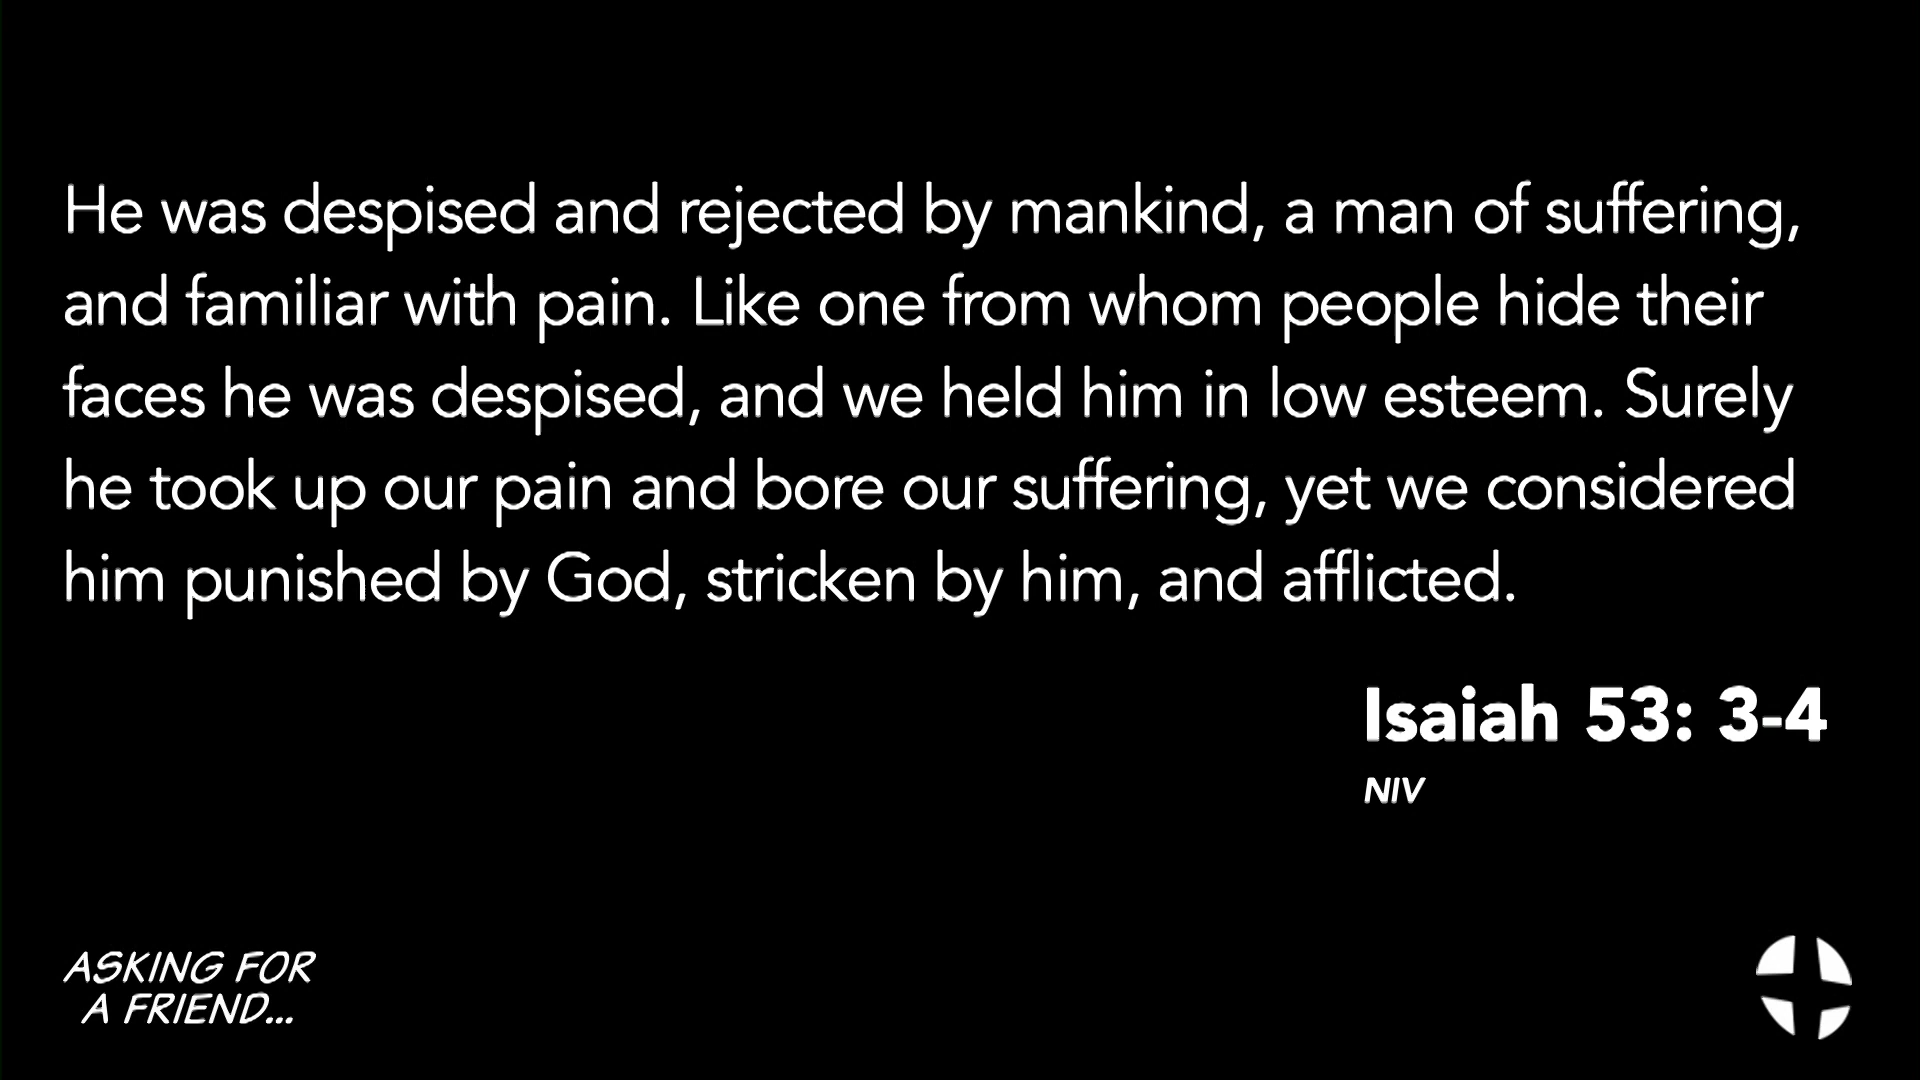 He was despised and rejected by mankind, a man of suffering,
and familiar with pain. Like one from whom people hide their
faces he was despised, and we held him in low esteem. Surely
he took up our pain and bore our suffering, yet we considered
him punished by God, stricken by him, and afflicted.
Isaiah 53: 3-4
NIV
ASKING FOR
A FRIEND...